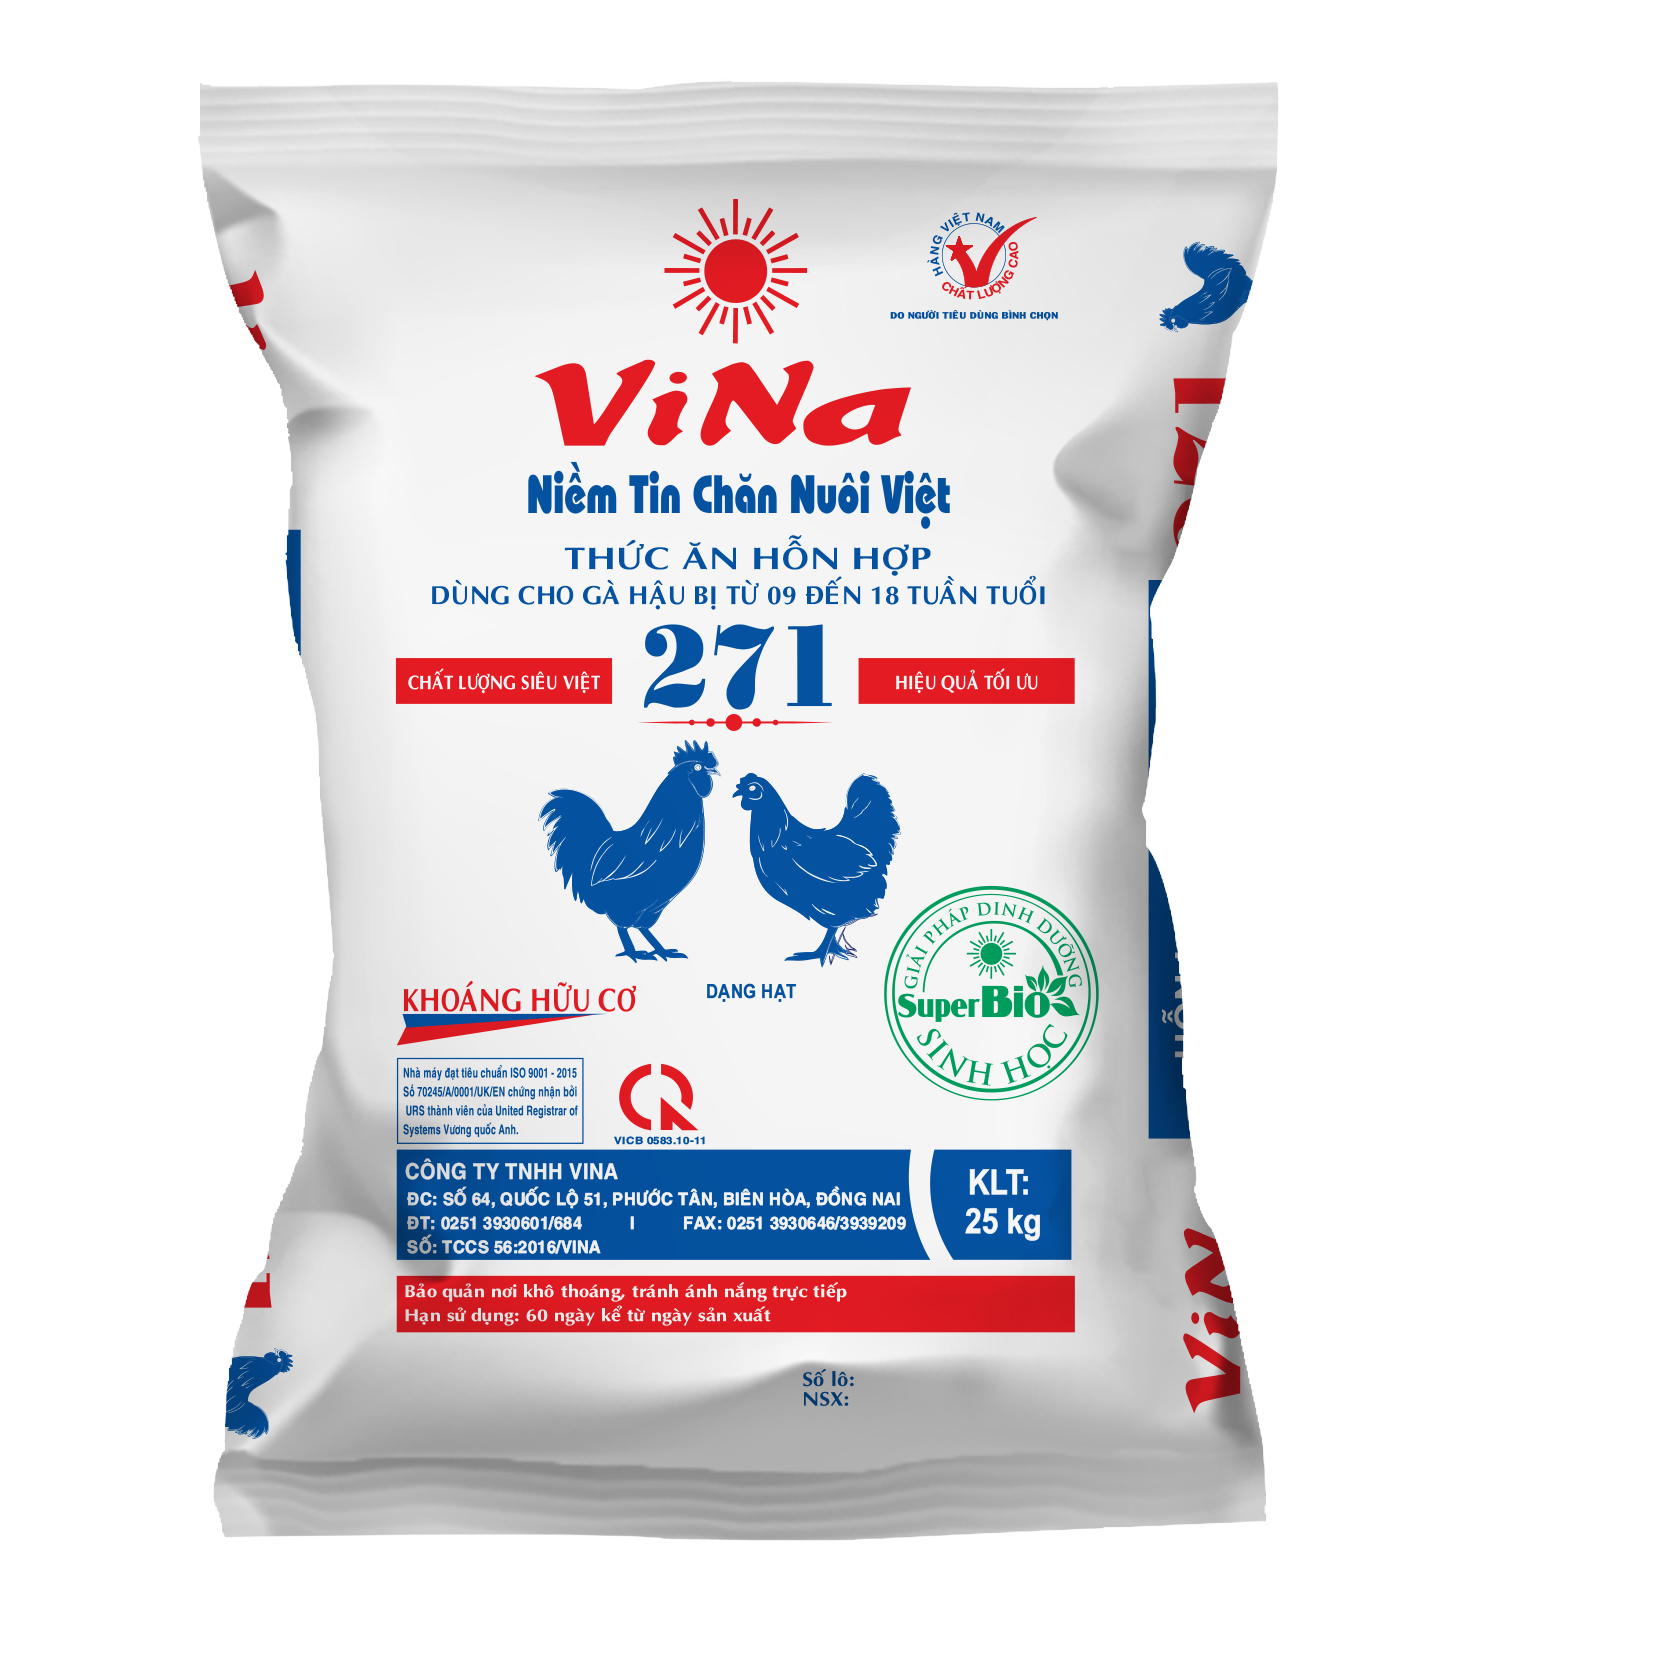 HÀNG VIỆT NAM
CHẤT LƯỢNG CAO
DO NGƯỜI TIÊU DÙNG BÌNH CHỌN
ViNa
Niềm Tin Chăn Nuôi Việt
THỨC ĂN HỖN HỢP
DÙNG CHO GÀ HẬU BỊ TỪ 09 ĐẾN 18 TUẦN TUỔI
271
CHẤT LƯỢNG SIÊU VIỆT
HIỆU QUẢ TỐI ƯU
GIẢI PHÁP DINH DƯỠNG
SuperBio
SINH HỌC
DẠNG HẠT
KHOÁNG HỮU CƠ
Nhà máy đạt tiêu chuẩn ISO 9001 - 2015
Số 70245/A/0001/UK/EN chứng nhận bởi
URS thành viên của United Registrar of
Systems Vương quốc Anh.
VICB 0583.10-11
CÔNG TY TNHH VINA
ĐC: SỐ 64, QUỐC LỘ 51, PHƯỚC TÂN, BIÊN HÒA, ĐỒNG NAI
ĐT: 0251 3930601/684 I FAX: 0251 3930646/3939209
SỐ: TCCS 56:2016/VINA
KLT:
25 kg
Bảo quản nơi khô thoáng, tránh ánh nắng trực tiếp
Hạn sử dụng: 60 ngày kể từ ngày sản xuất
Số lô:
NSX:
ViN